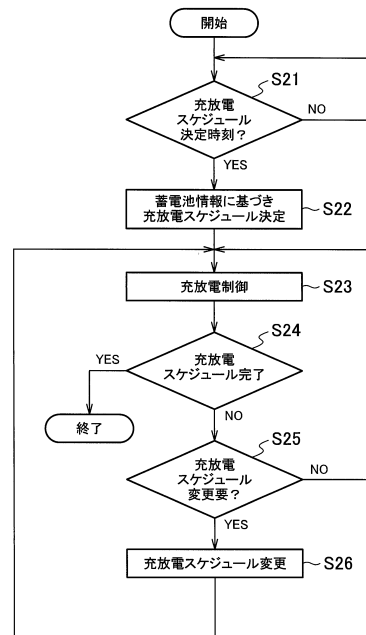 開始
S21
充放電
スケジュール
決定時刻?
NO
YES
蓄電池情報に基づき
充放電スケジュール決定
S22
充放電制御
S23
S24
YES
充放電
スケジュール完了
終了
NO
S25
充放電
スケジュール
変更要?
NO
YES
充放電スケジュール変更
S26